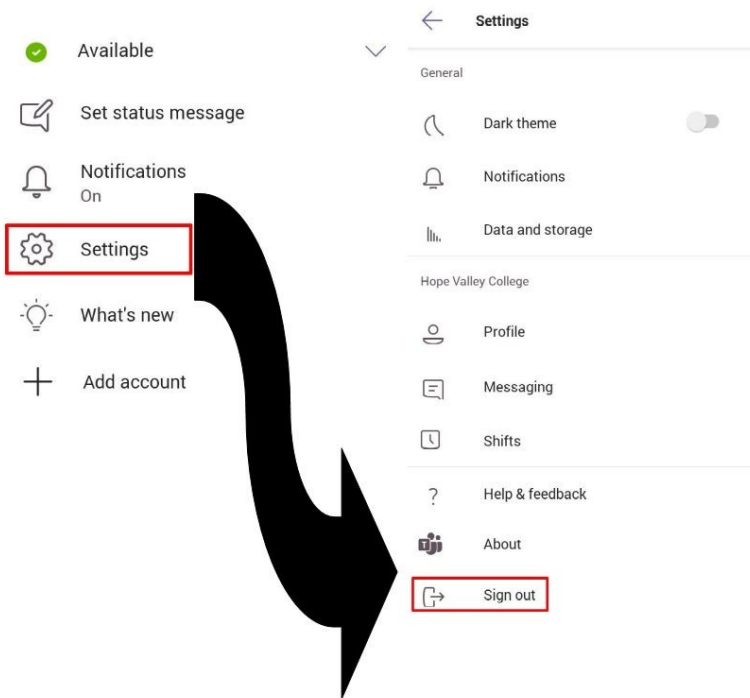 Available
Set status message
Notifications
On
Settings
What's new
Add account
Settings
General
Dark theme
Notifications
Data and storage
Hope Valley College
Profile
Messaging
Shifts
?
Help & feedback
T
About
Sign out